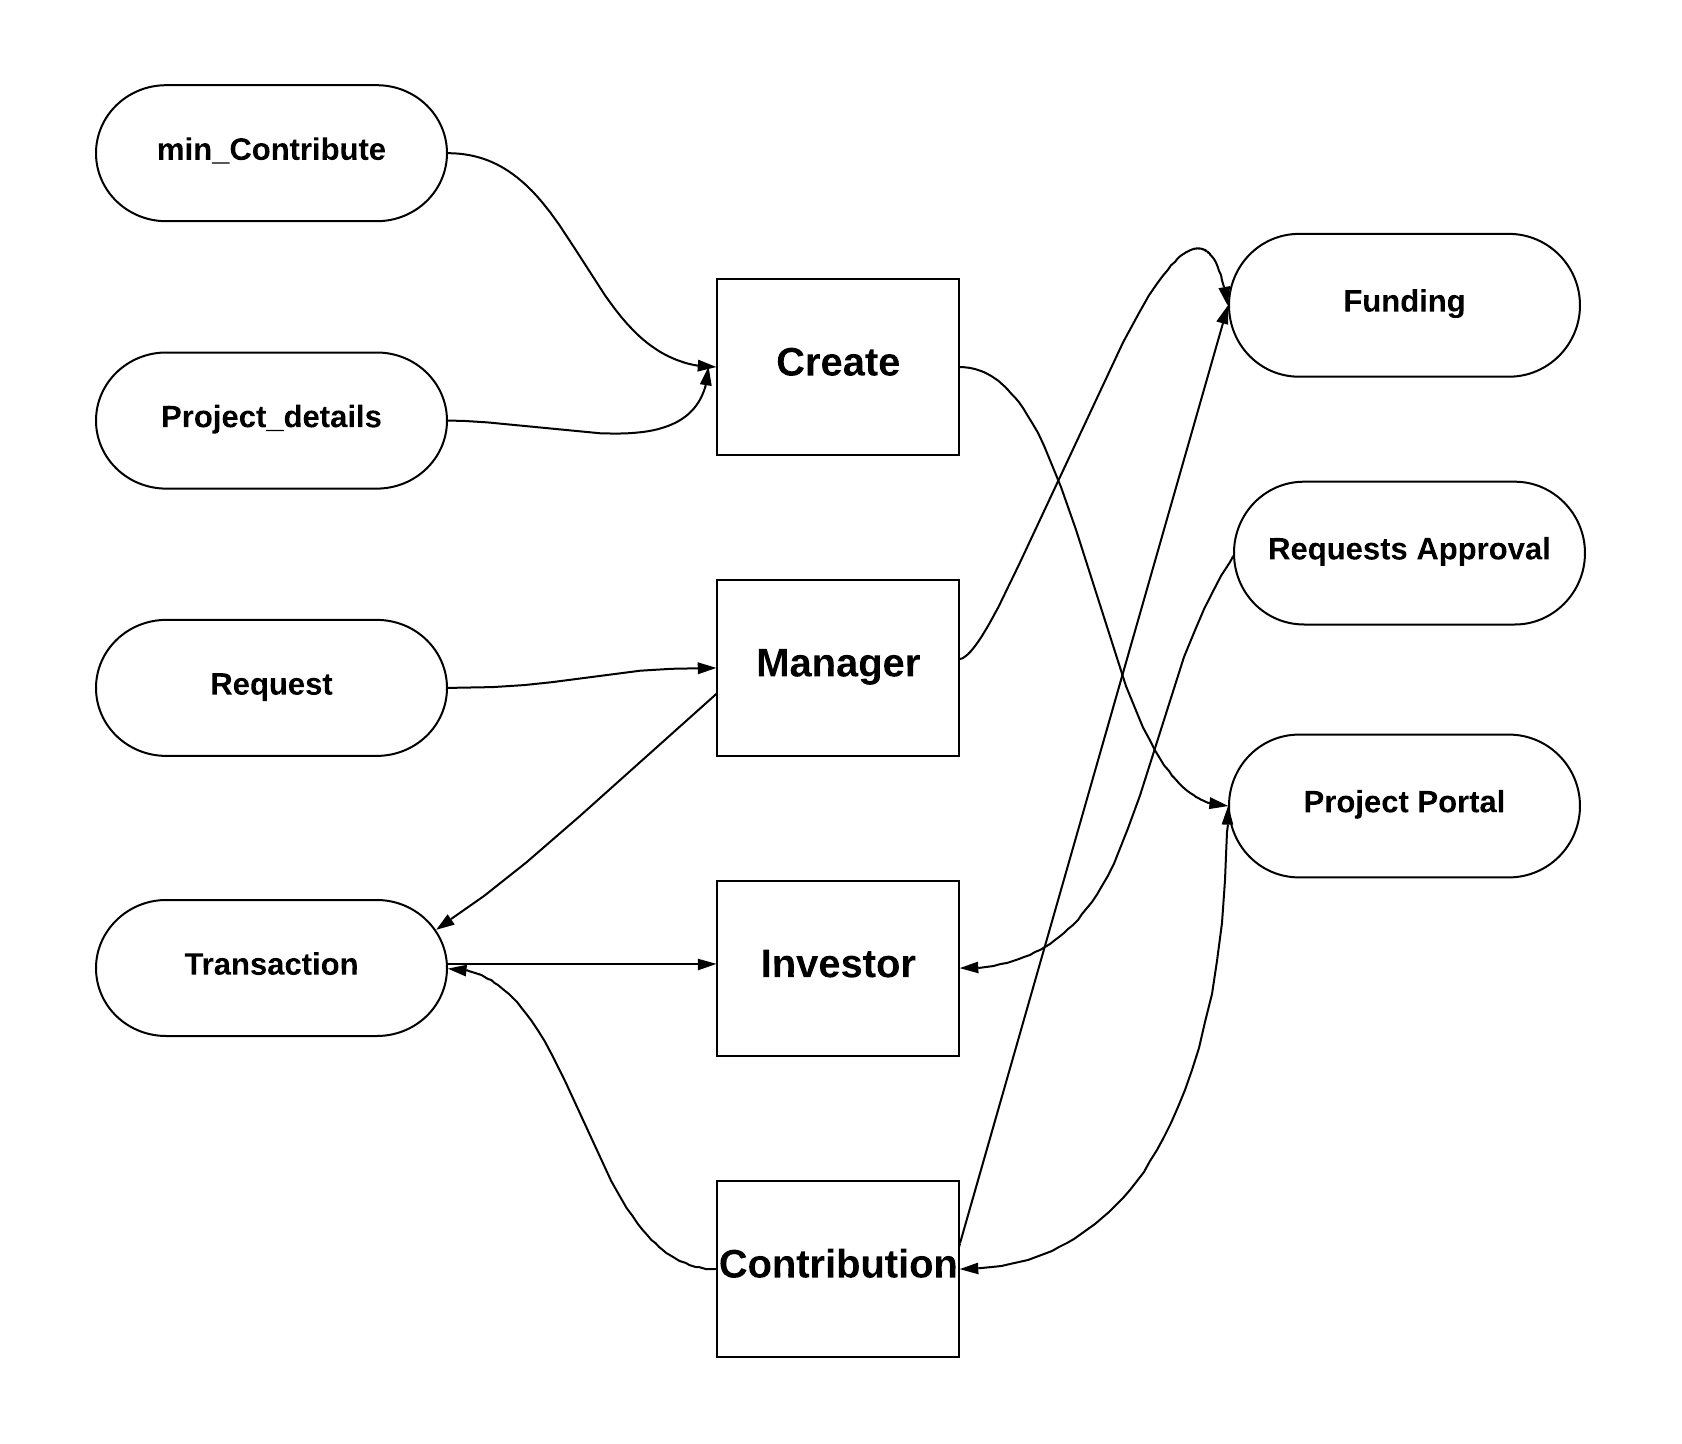 min_Contribute
Project_details
Request
Transaction
Create
Manager
Investor
Contribution
Funding
Requests Approval
Project Portal